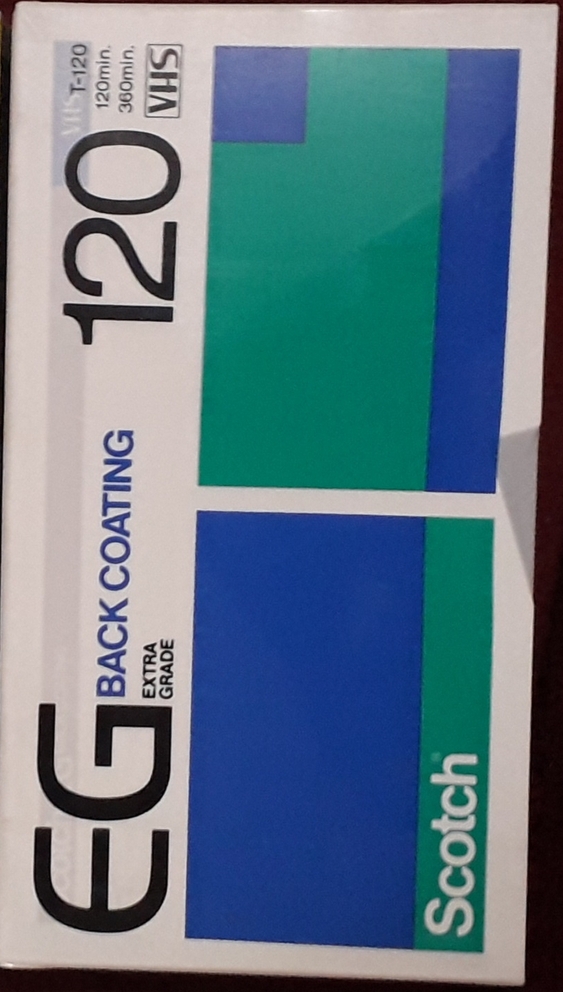 EG
BACK COATING
EXTRA
GRADE
120
VHS T-120
120min.
360min.
VHS
Scotch